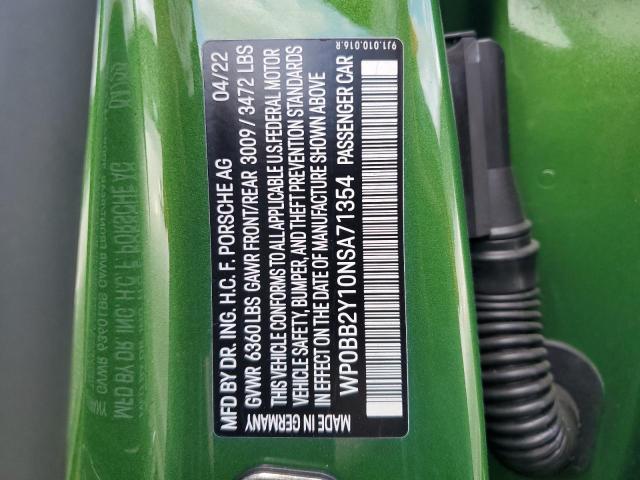 9J1.010.016.R
MFD BY DR. ING. H.C. F. PORSCHE AG 04/22
GVWR 6360 LBS GAWR FRONT/REAR 3009/3472 LBS
THIS VEHICLE CONFORMS TO ALL APPLICABLE U.S. FEDERAL MOTOR
VEHICLE SAFETY, BUMPER, AND THEFT PREVENTION STANDARDS
IN EFFECT ON THE DATE OF MANUFACTURE SHOWN ABOVE
WP0BB2Y10NSA71354 PASSENGER CAR
MADE IN GERMANY